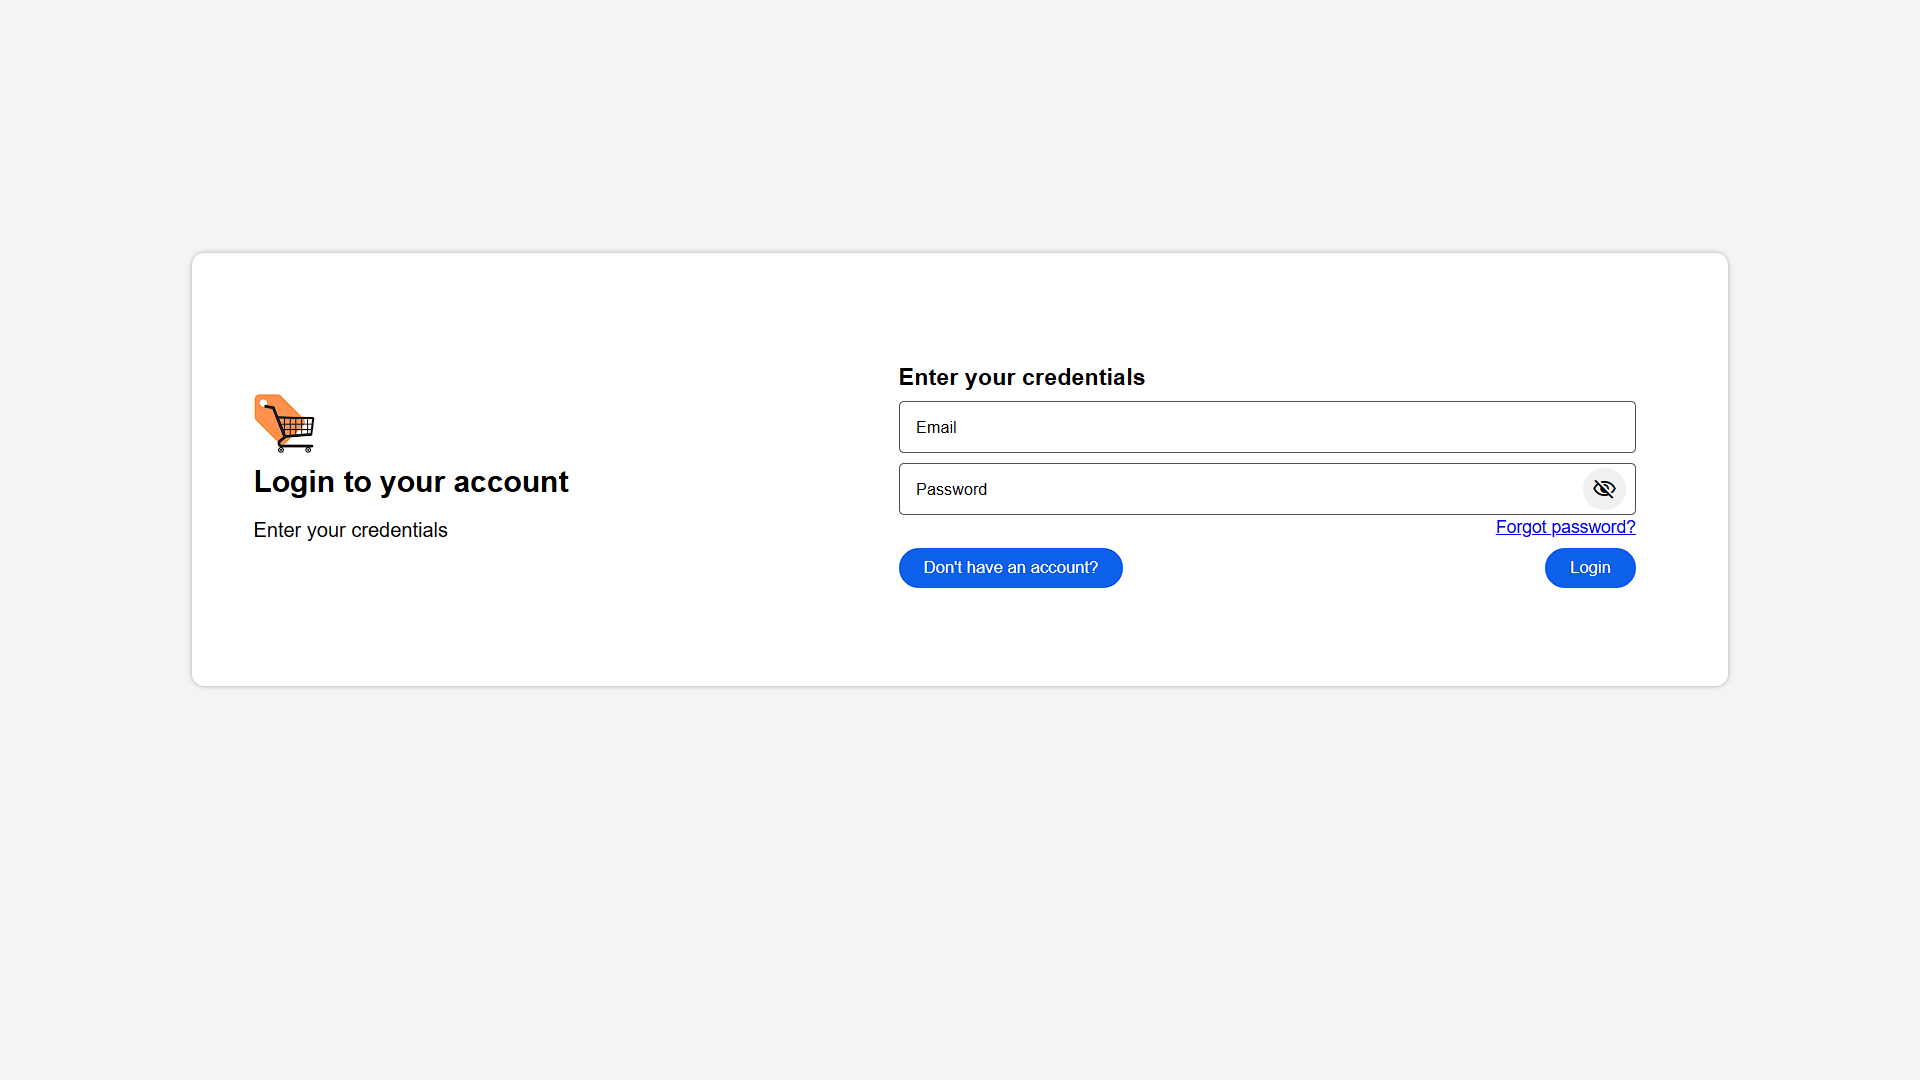 Login to your account
Enter your credentials
Enter your credentials
Email
Password
Forgot password?
Don't have an account?
Login